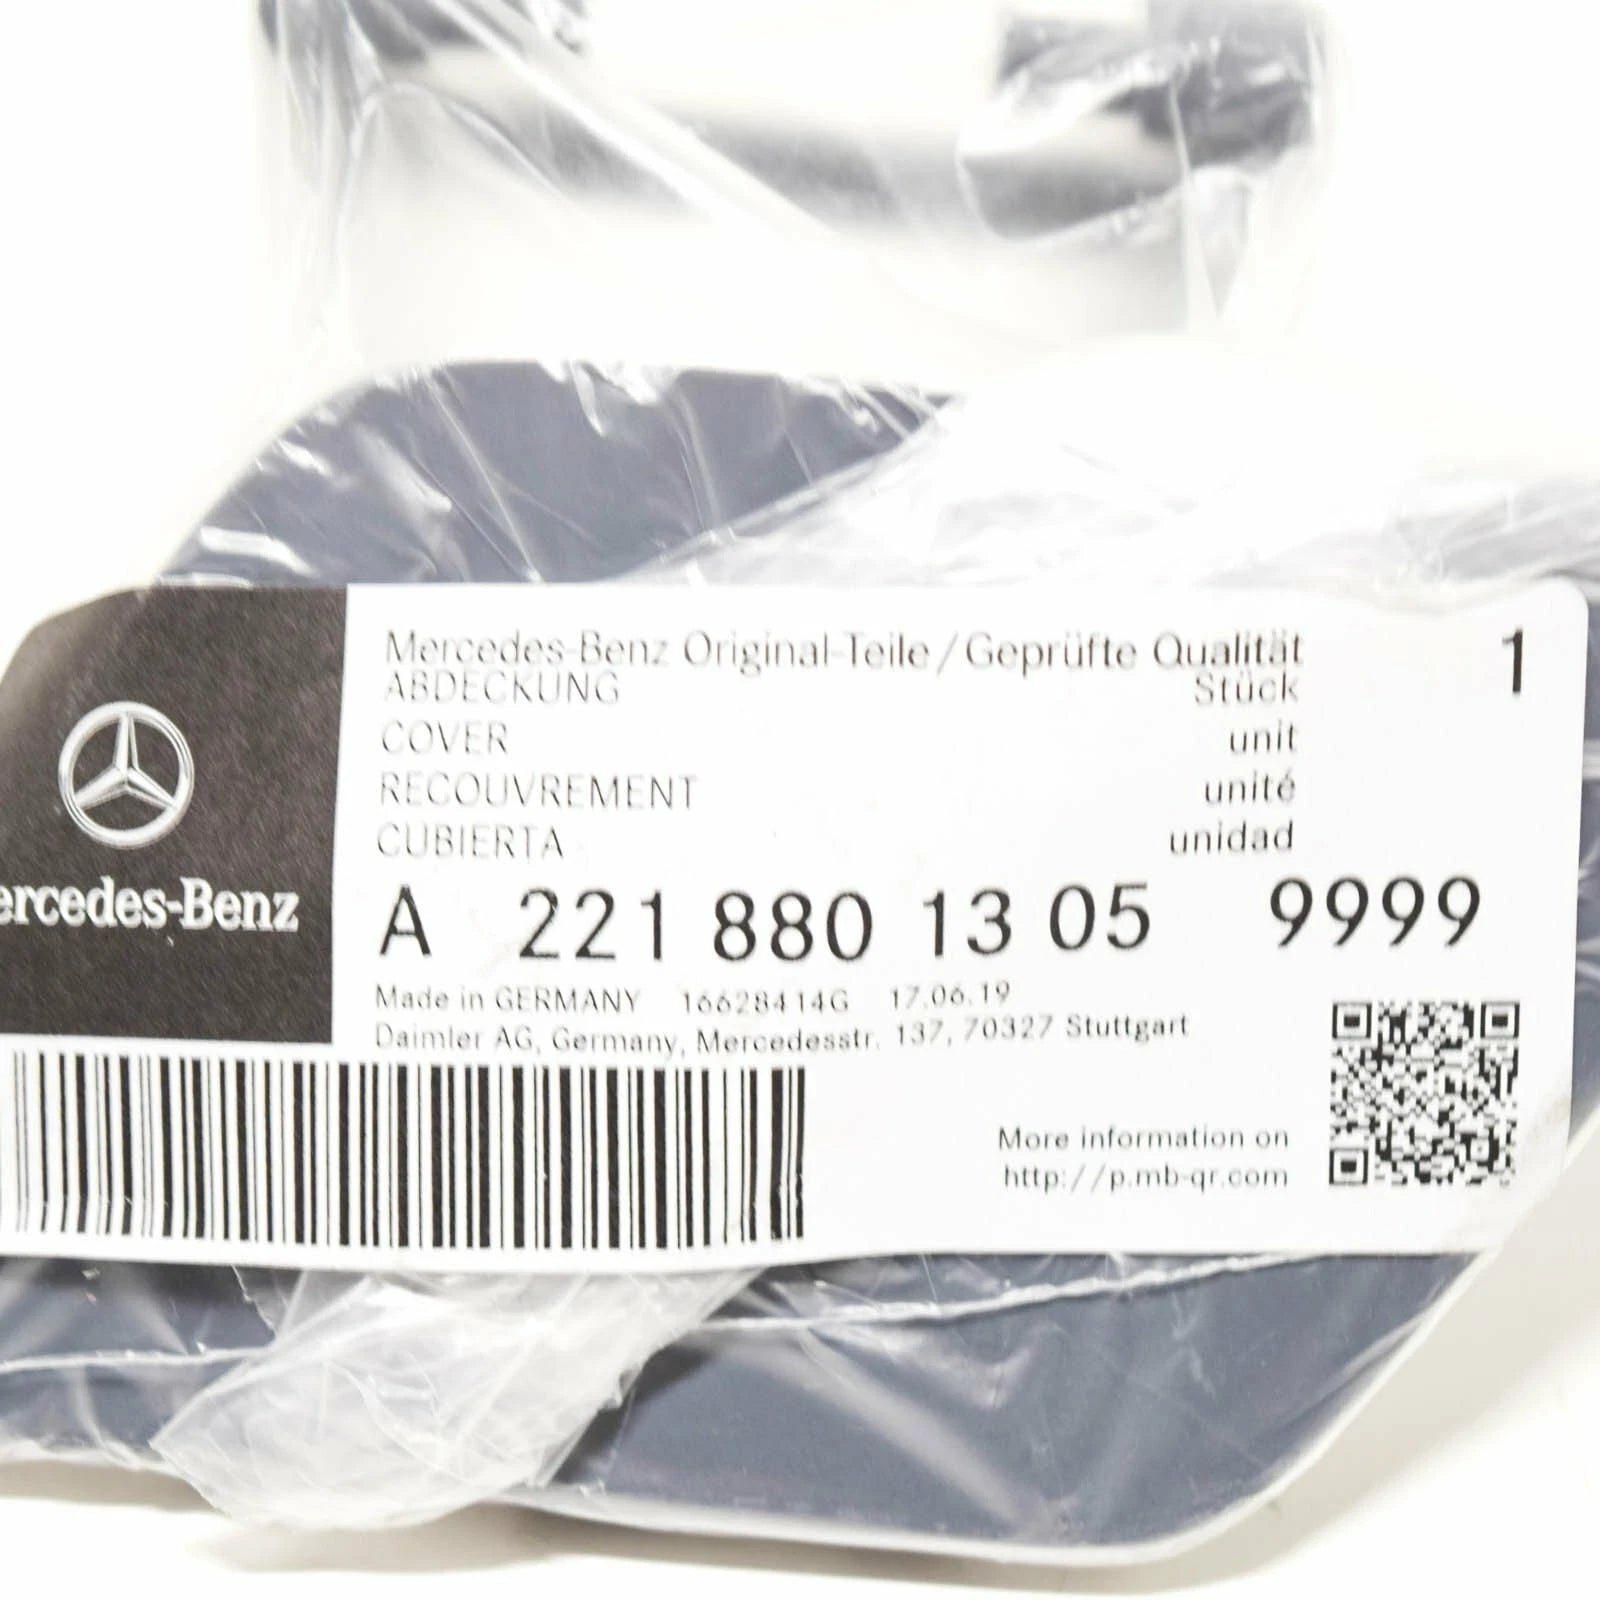 Mercedes-Benz Original-Teile/Geprüfte Qualität
ABDECKUNG Stück 1
COVER unit
RECOUVREMENT unité
CUBIERTA unidad
ercedes-Benz
A 221 880 13 05 9999
Made in GERMANY 16628414G 17.06.19
Daimler AG, Germany, Mercedesstr. 137, 70327 Stuttgart
More information on
http://p.mb-qr.com